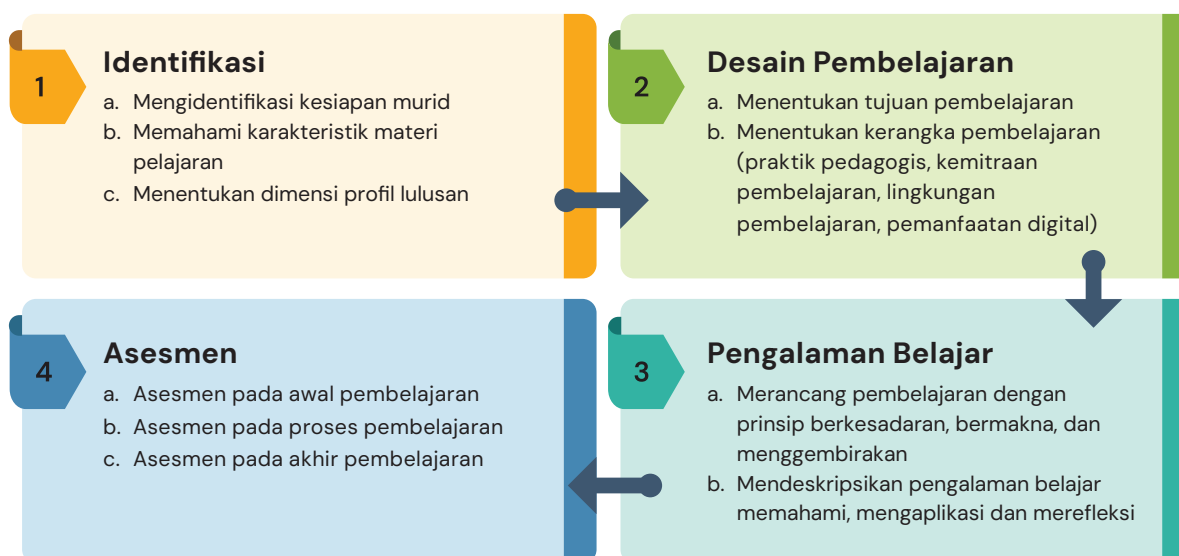 1
Identifikasi
a. Mengidentifikasi kesiapan murid
b. Memahami karakteristik materi
pelajaran
c. Menentukan dimensi profil lulusan
2
Desain Pembelajaran
a. Menentukan tujuan pembelajaran
b. Menentukan kerangka pembelajaran
(praktik pedagogis, kemitraan
pembelajaran, lingkungan
pembelajaran, pemanfaatan digital)
3
Pengalaman Belajar
a. Merancang pembelajaran dengan
prinsip berkesadaran, bermakna, dan
menggembirakan
b. Mendeskripsikan pengalaman belajar
memahami, mengaplikasi dan merefleksi
4
Asesmen
a. Asesmen pada awal pembelajaran
b. Asesmen pada proses pembelajaran
c. Asesmen pada akhir pembelajaran